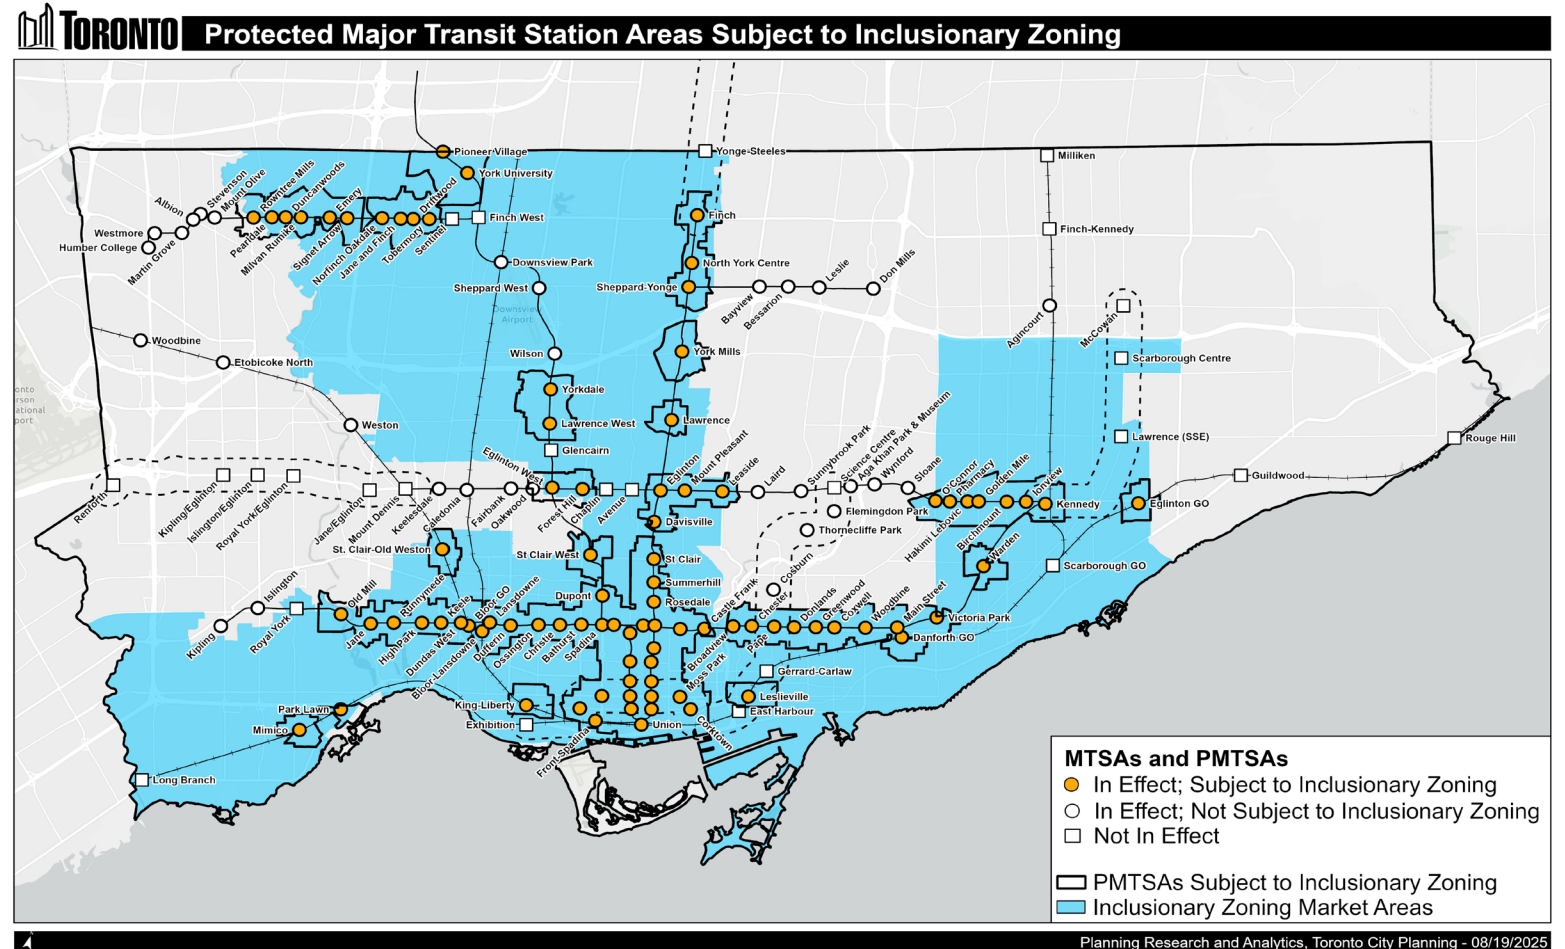 TORONTO
Protected Major Transit Station Areas Subject to Inclusionary Zoning
Pioneer Village
Yonge-Steeles
Milliken
York University
Stevenson
Mount Olive
Rowntree Mills
Duncanwoods
Emery
Driftwood
Albion
Westmore
Humber College
Martin Grove
Pearldale
Milvan Rumike
Signet Arrow
Norfinch Oakdale
Jane and Finch
Tobermory
Sentinel
Finch West
Finch
Finch-Kennedy
Downsview Park
North York Centre
Sheppard West
Sheppard-Yonge
Bayview
Bessarion
Leslie
Don Mills
Downsview
Airport
Agincourt
McCowan
Woodbine
Etobicoke North
Wilson
York Mills
Scarborough Centre
onto
rson
ational
port
Yorkdale
Weston
Lawrence West
Lawrence
Glencairn
Lawrence (SSE)
Rouge Hill
Guildwood
Renforth
Kipling/Eglinton
Islington/Eglinton
Royal York/Eglinton
Jane/Eglinton
Mount Dennis
Keelesdale
Caledonia
Fairbank
Oakwood
Eglinton West
Forest Hill
Chaplin
Avenue
Eglinton
Mount Pleasant
Leaside
Laird
Sunnybrook Park
Science Centre
Aga Khan Park & Museum
Wynford
Sloane
O'Connor
Pharmacy
Golden Mile
Ionview
Hakimi Lebovic
Birchmount
Kennedy
Eglinton GO
Flemingdon Park
Thorncliffe Park
Davisville
St. Clair-Old Weston
St Clair West
St Clair
Warden
Scarborough GO
Summerhill
Dupont
Rosedale
Islington
Kipling
Royal York
Old Mill
Jane
Runnymede
High Park
Keele
Dundas West
Bloor GO
Bloor-Lansdowne
Lansdowne
Dufferin
Ossington
Christie
Bathurst
Spadina
Castle Frank
Broadview
Cosburn
Chester
Pape
Donlands
Greenwood
Coxwell
Woodbine
Main Street
Victoria Park
Danforth GO
Gerrard-Carlaw
Moss Park
Leslieville
East Harbour
Corktown
King-Liberty
Exhibition
Front-Spadina
Union
Park Lawn
Mimico
Long Branch
MTSAs and PMTSAs
In Effect; Subject to Inclusionary Zoning
In Effect; Not Subject to Inclusionary Zoning
Not In Effect
PMTSAs Subject to Inclusionary Zoning
Inclusionary Zoning Market Areas
Planning Research and Analytics, Toronto City Planning - 08/19/2025